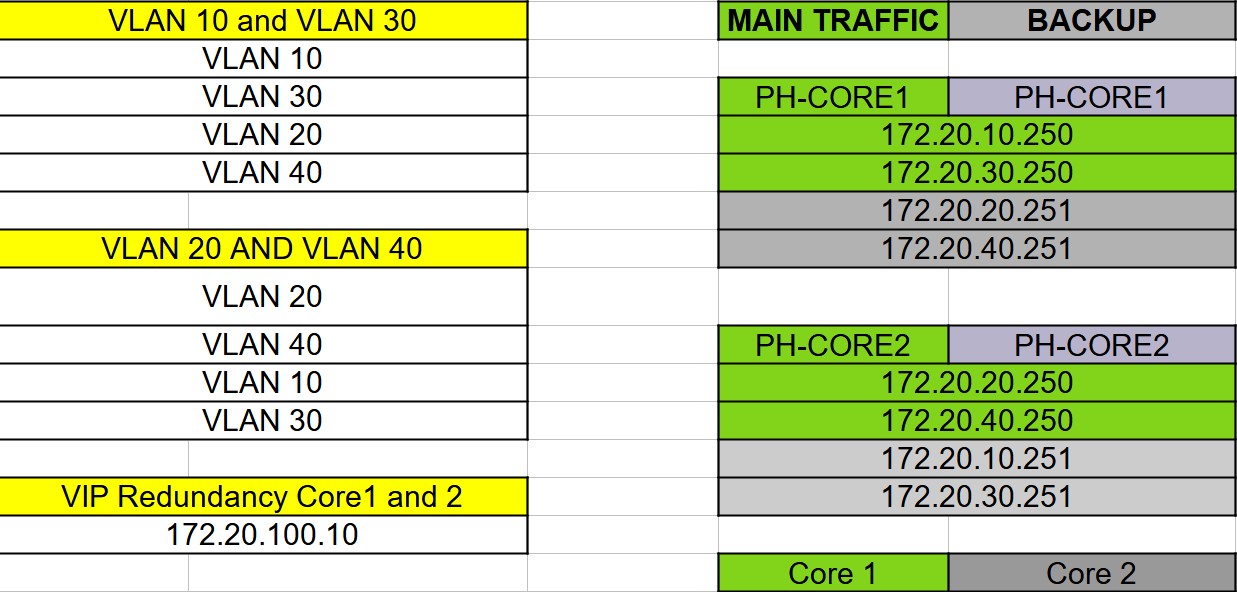 VLAN 10 and VLAN 30 MAIN TRAFFIC BACKUP
VLAN 10
VLAN 30 PH-CORE1 PH-CORE1
VLAN 20 172.20.10.250
VLAN 40 172.20.30.250
172.20.20.251
VLAN 20 AND VLAN 40 172.20.40.251
VLAN 20
VLAN 40 PH-CORE2 PH-CORE2
VLAN 10 172.20.20.250
VLAN 30 172.20.40.250
172.20.10.251
VIP Redundancy Core1 and 2 172.20.30.251
172.20.100.10
Core 1 Core 2